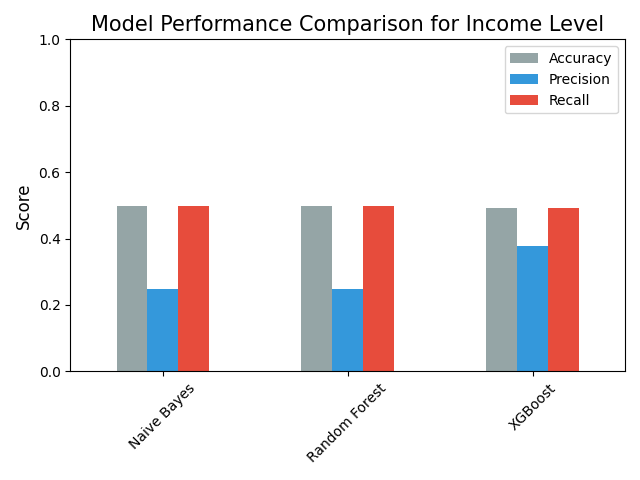 Model Performance Comparison for Income Level
1.0
0.8
0.6
0.4
0.2
0.0
Score
Accuracy
Precision
Recall
Naive Bayes
Random Forest
XGBoost